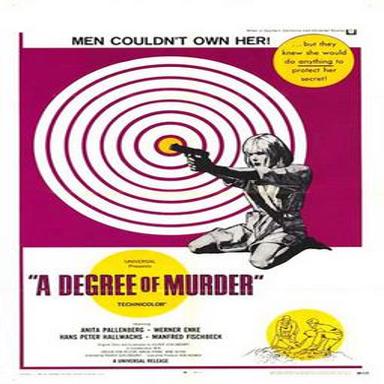 MEN COULDN'T OWN HER!
...but they
knew she would
do anything to
protect her
secret!
UNIVERSAL
Presents
"A DEGREE OF MURDER"
TECHNICOLOR®
starring
ANITA PALLENBERG - WERNER ENKE
HANS PETER HALLWACHS - MANFRED FISCHBECK
A UNIVERSAL RELEASE